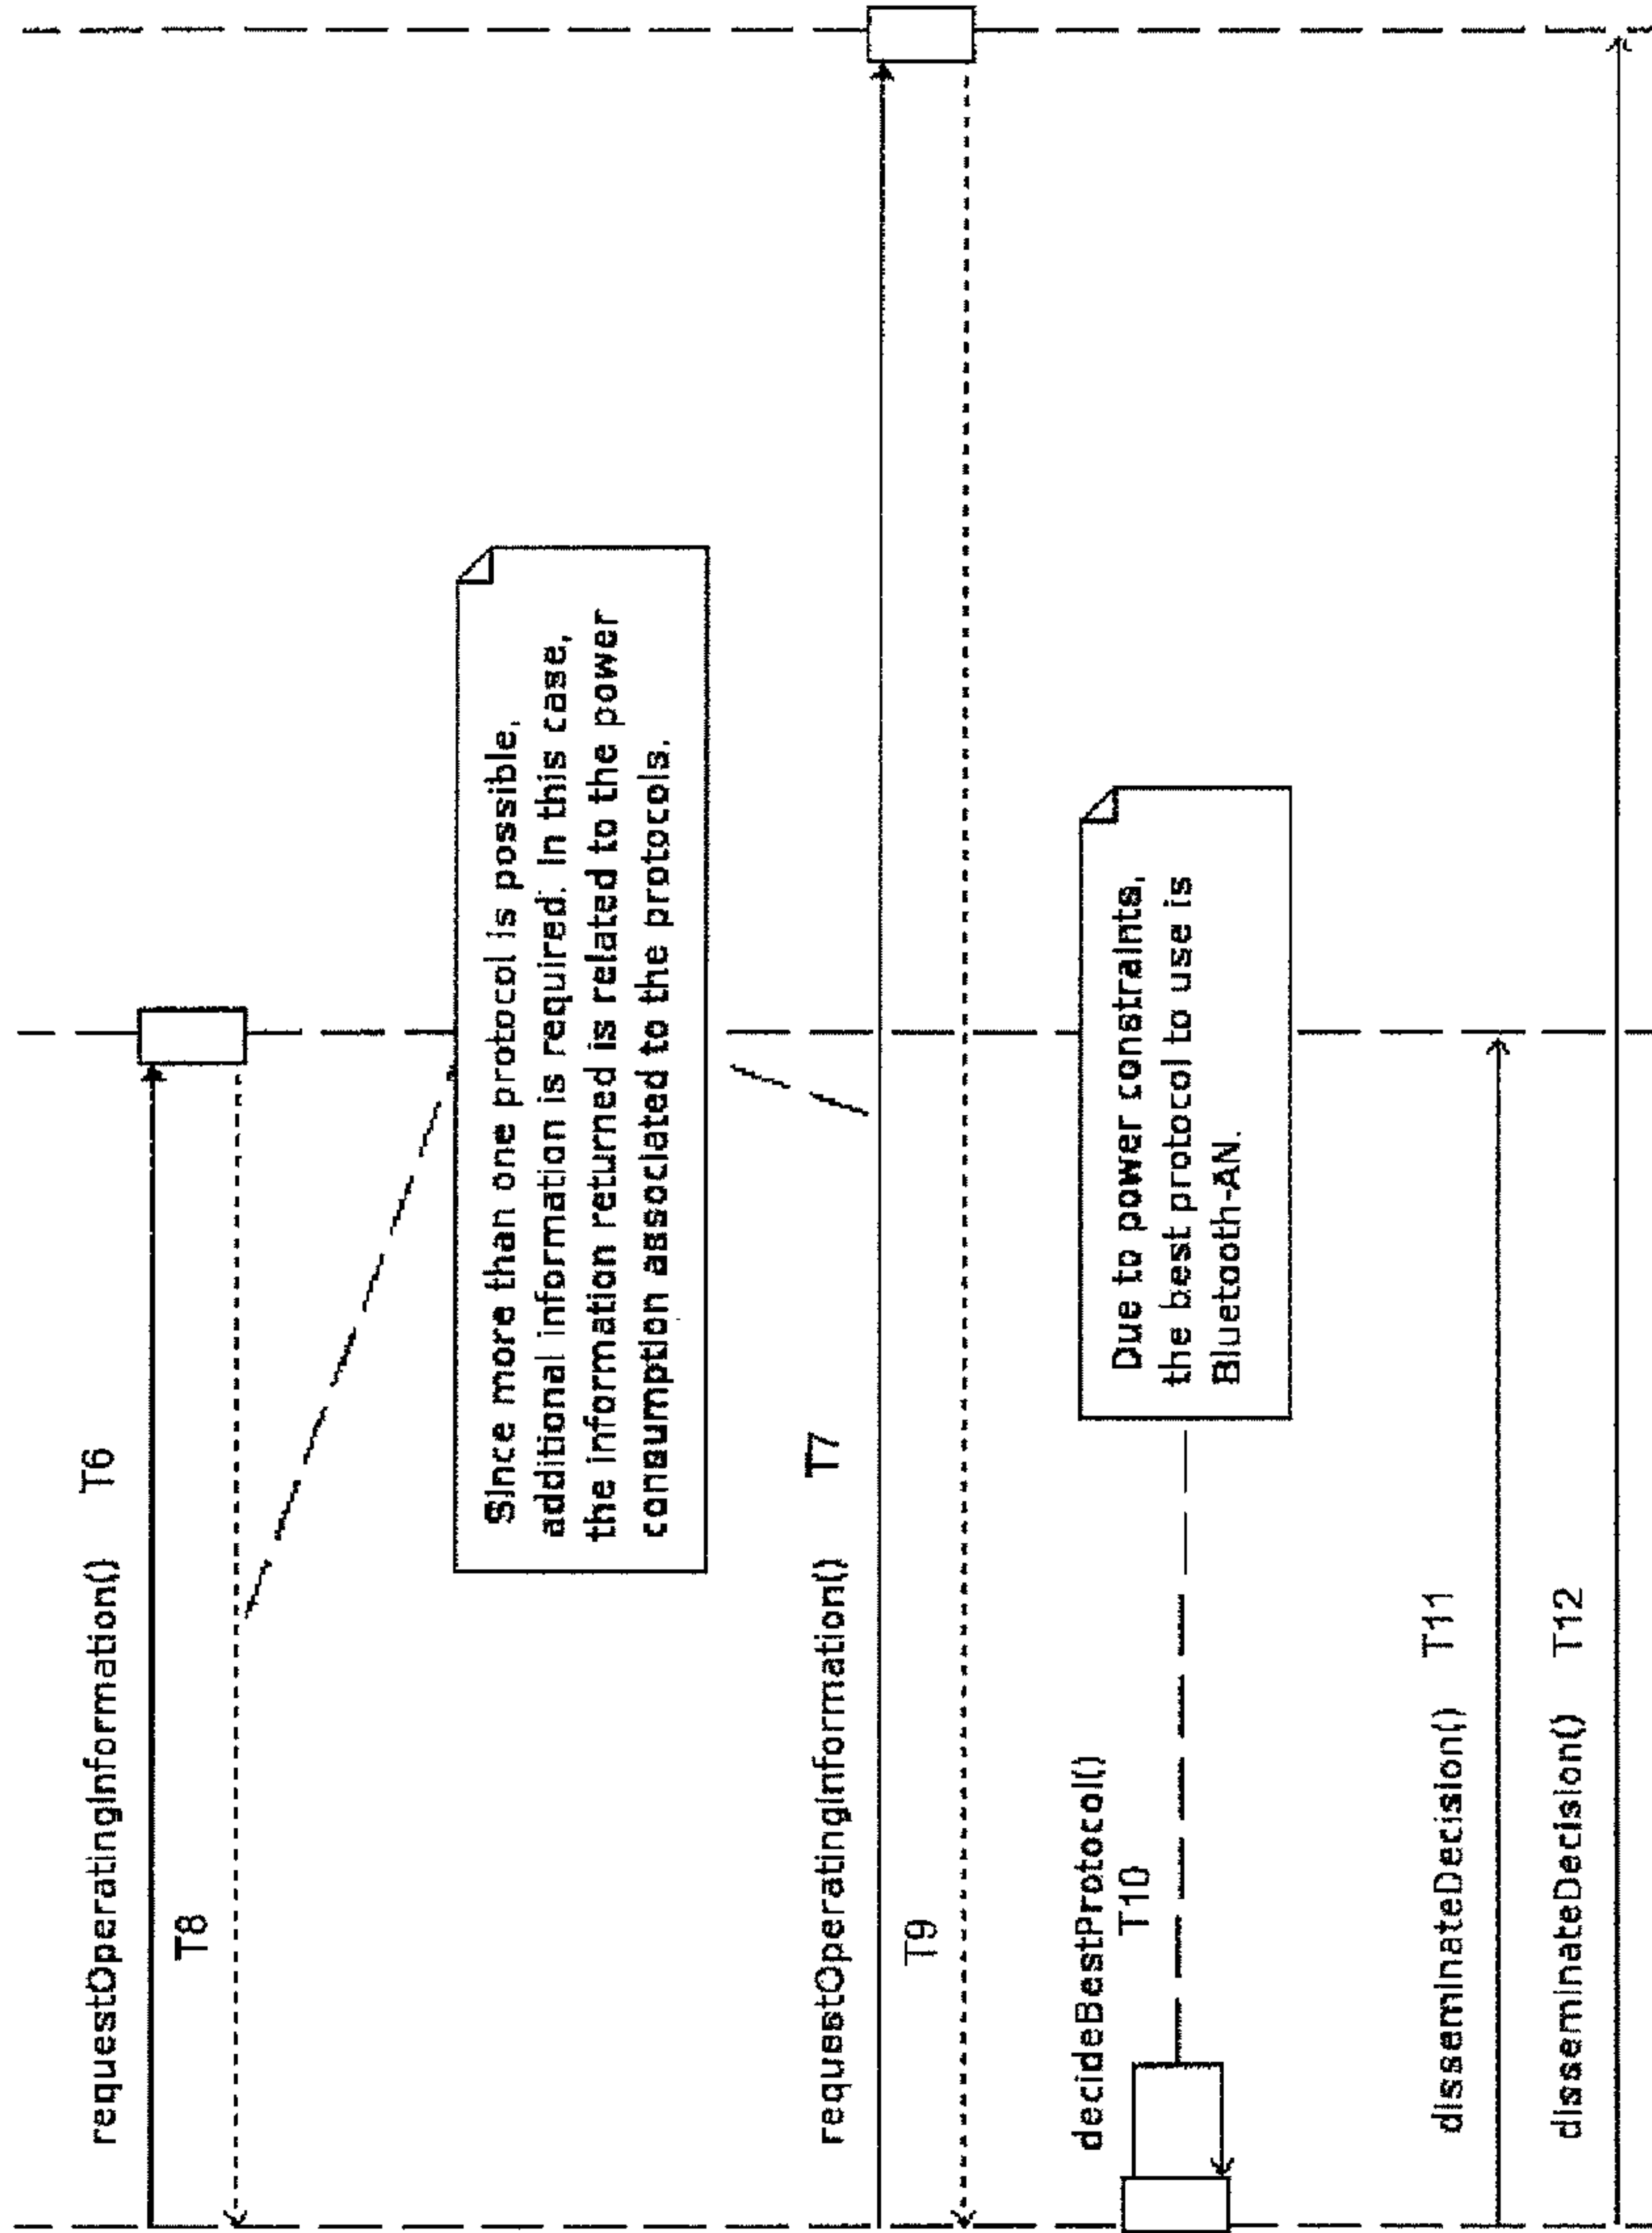 requestOperatingInformation() T6
T8
Since more than one protocol is possible,
additional information is required. In this case,
the information returned is related to the power
consumption associated to the protocols.
requestOperatingInformation() T7
T9
decideBestProtocol()
T10
Due to power constraints,
the best protocol to use is
Bluetooth-AN.
disseminateDecision() T11
disseminateDecision() T12